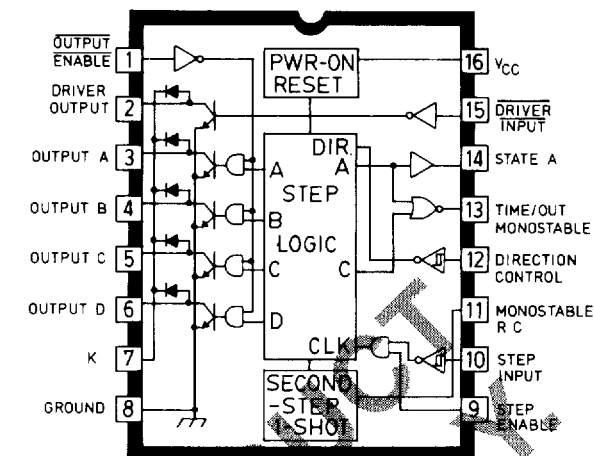 OUTPUT
ENABLE
1
DRIVER
OUTPUT
2
OUTPUT A
3
OUTPUT B
4
OUTPUT C
5
OUTPUT D
6
K
7
GROUND
8
PWR-ON
RESET
DIR.
A
STEP
B
LOGIC
C
C
D
CLK
A
SECOND
-STEP
1-SHOT
16
VCC
15
DRIVER
INPUT
14
STATE A
13
TIME/OUT
MONOSTABLE
12
DIRECTION
CONTROL
11
MONOSTABLE
R C
10
STEP
INPUT
9
STEP
ENABLE
UCT
Y